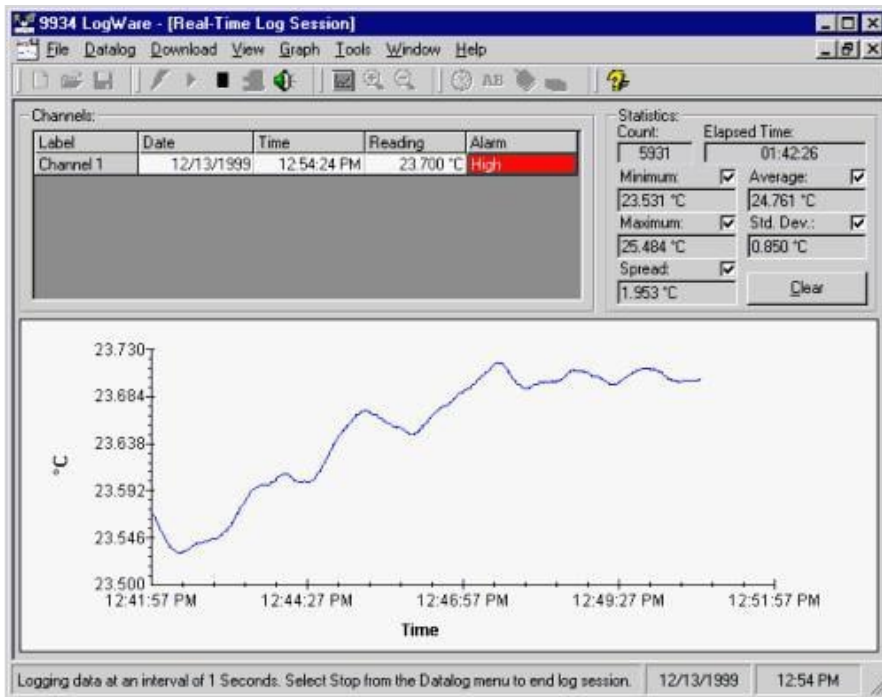 9934 LogWare - [Real-Time Log Session]
File Datalog Download View Graph Tools Window Help
AB
Channels:
Label Date Time Reading Alarm
Channel 1 12/13/1999 12:54:24 PM 23.700 °C High
Statistics:
Count: Elapsed Time:
5931 01:42:26
Minimum: Average:
23.531 °C 24.761 °C
Maximum: Std. Dev.:
25.484 °C 0.850 °C
Spread:
1.953 °C Clear
23.730
23.684
23.638
°C
23.592
23.546
23.500
12:41:57 PM 12:44:27 PM 12:46:57 PM 12:49:27 PM 12:51:57 PM
Time
Logging data at an interval of 1 Seconds. Select Stop from the Datalog menu to end log session. 12/13/1999 12:54 PM